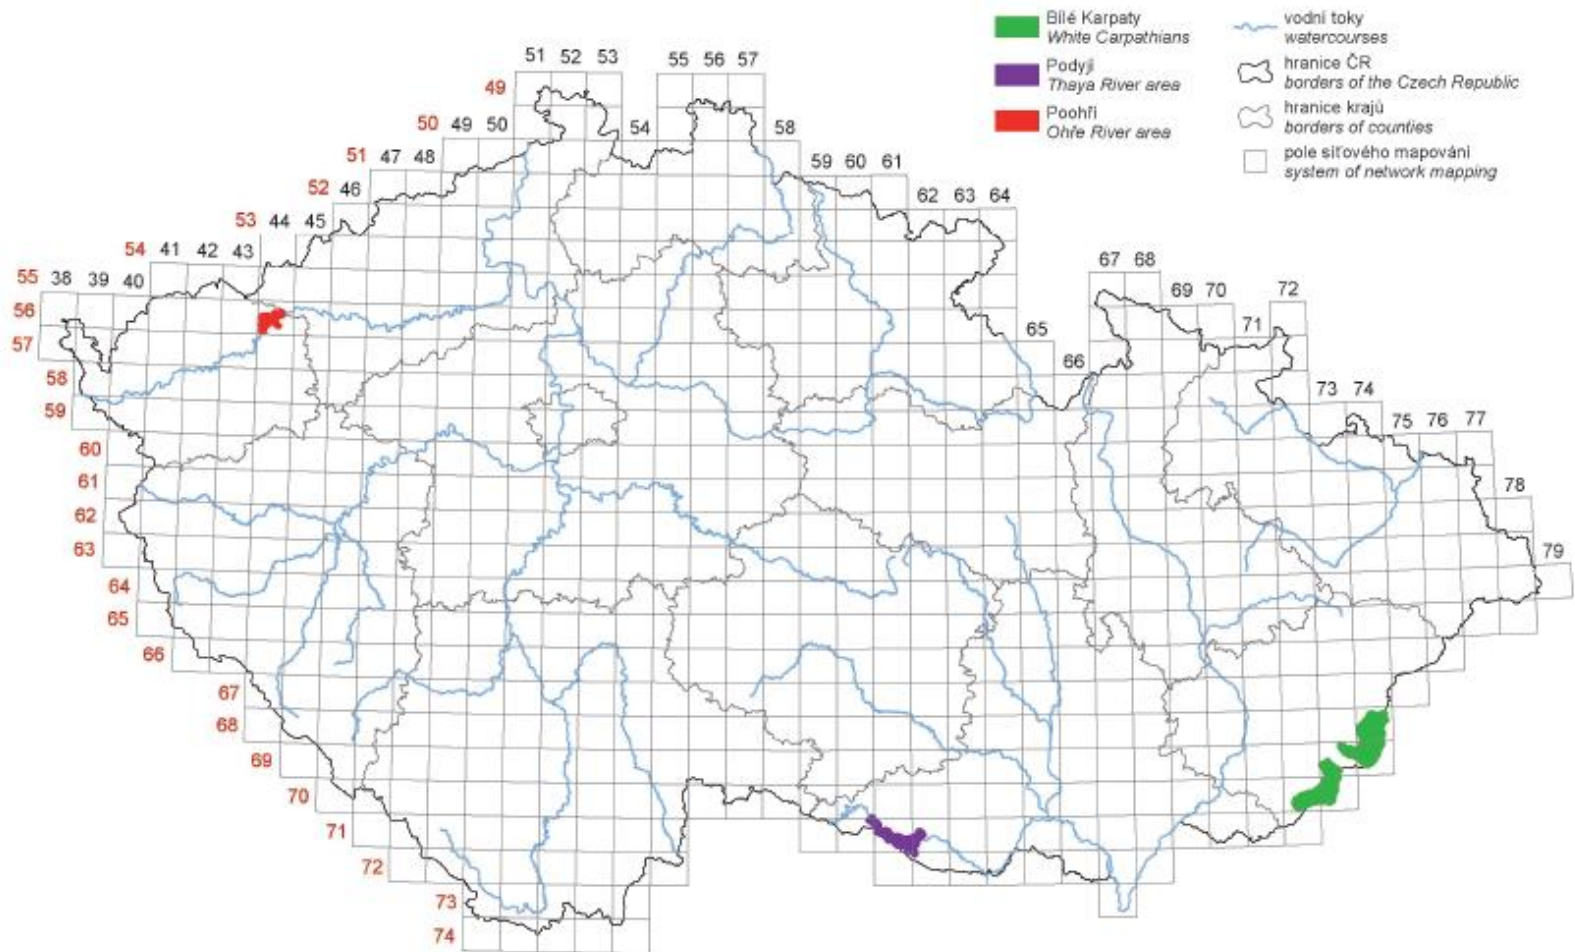 Bílé Karpaty
White Carpathians
Podyjí
Thaya River area
Poohří
Ohře River area
vodní toky
watercourses
hranice ČR
borders of the Czech Republic
hranice krajů
borders of counties
pole síťového mapování
system of network mapping
51 52 53
55 56 57
49
50 49 50
54
58
51 47 48
59 60 61
52 46
62 63 64
53 44 45
54 41 42 43
67 68
55 38 39 40
69 70
72
56
65
71
57
66
58
59
73 74
75 76 77
60
61
78
62
63
79
64
65
66
67
68
69
70
71
72
73
74